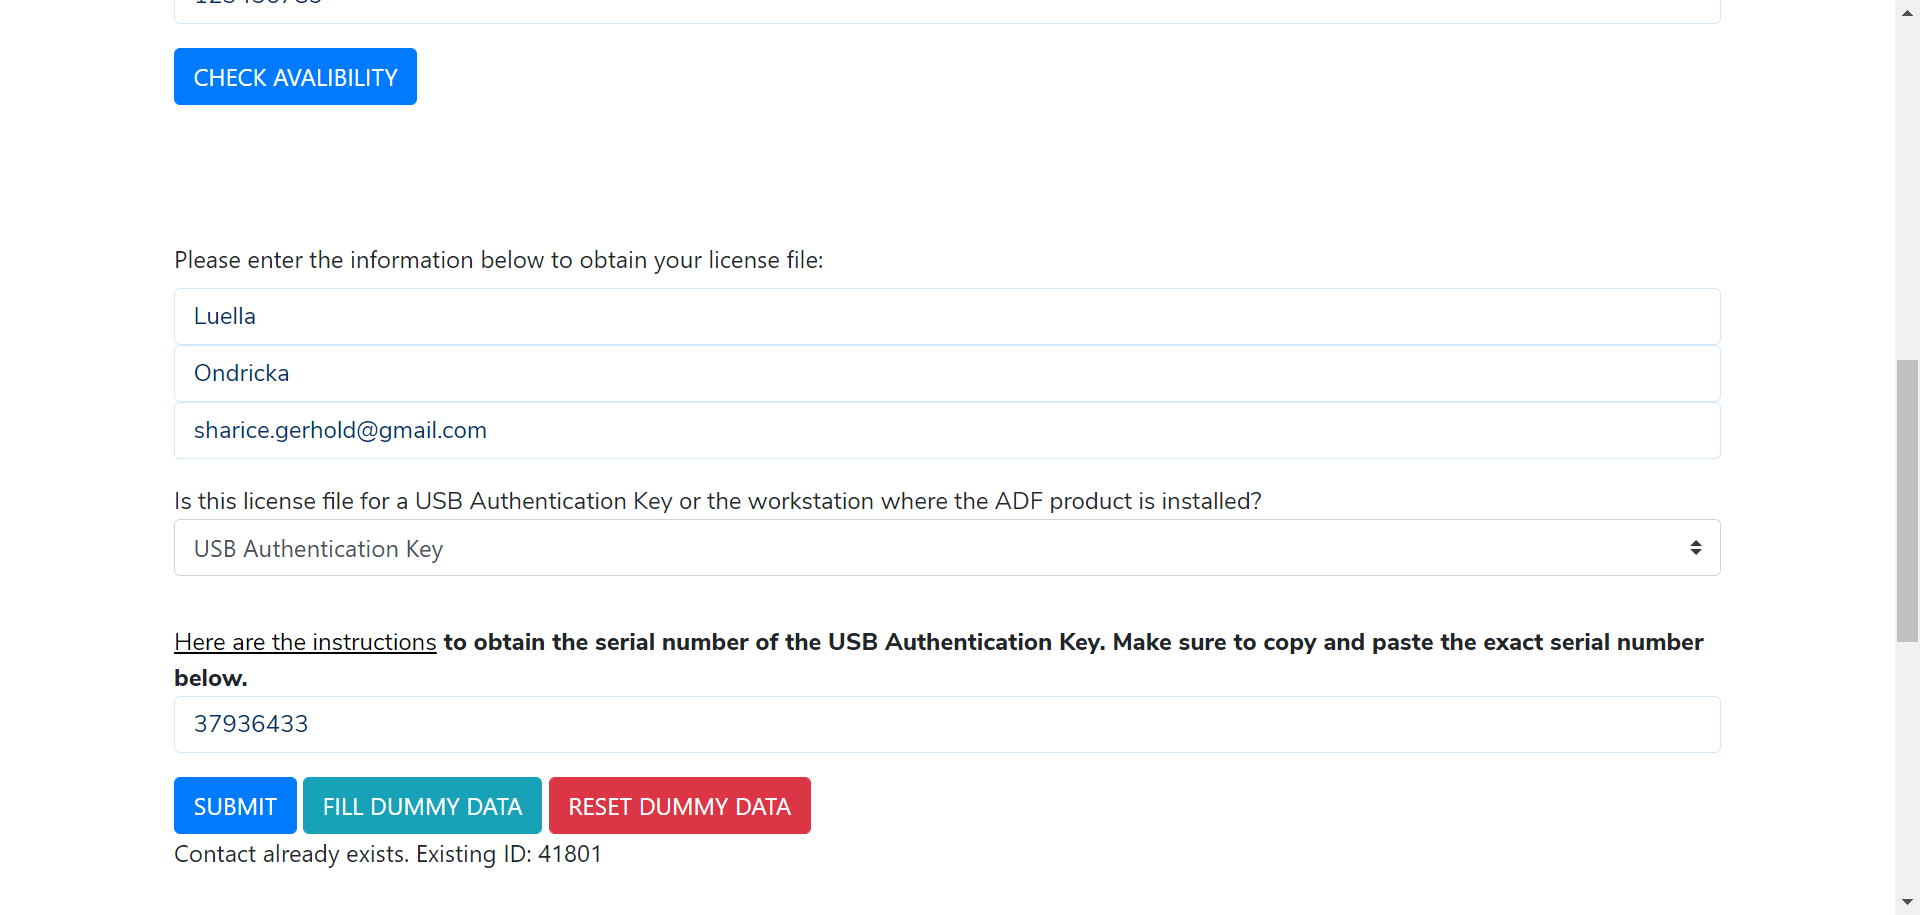 CHECK AVALIBILITY
Please enter the information below to obtain your license file:
Luella
Ondricka
sharice.gerhold@gmail.com
Is this license file for a USB Authentication Key or the workstation where the ADF product is installed?
USB Authentication Key
Here are the instructions to obtain the serial number of the USB Authentication Key. Make sure to copy and paste the exact serial number
below.
37936433
SUBMIT FILL DUMMY DATA RESET DUMMY DATA
Contact already exists. Existing ID: 41801